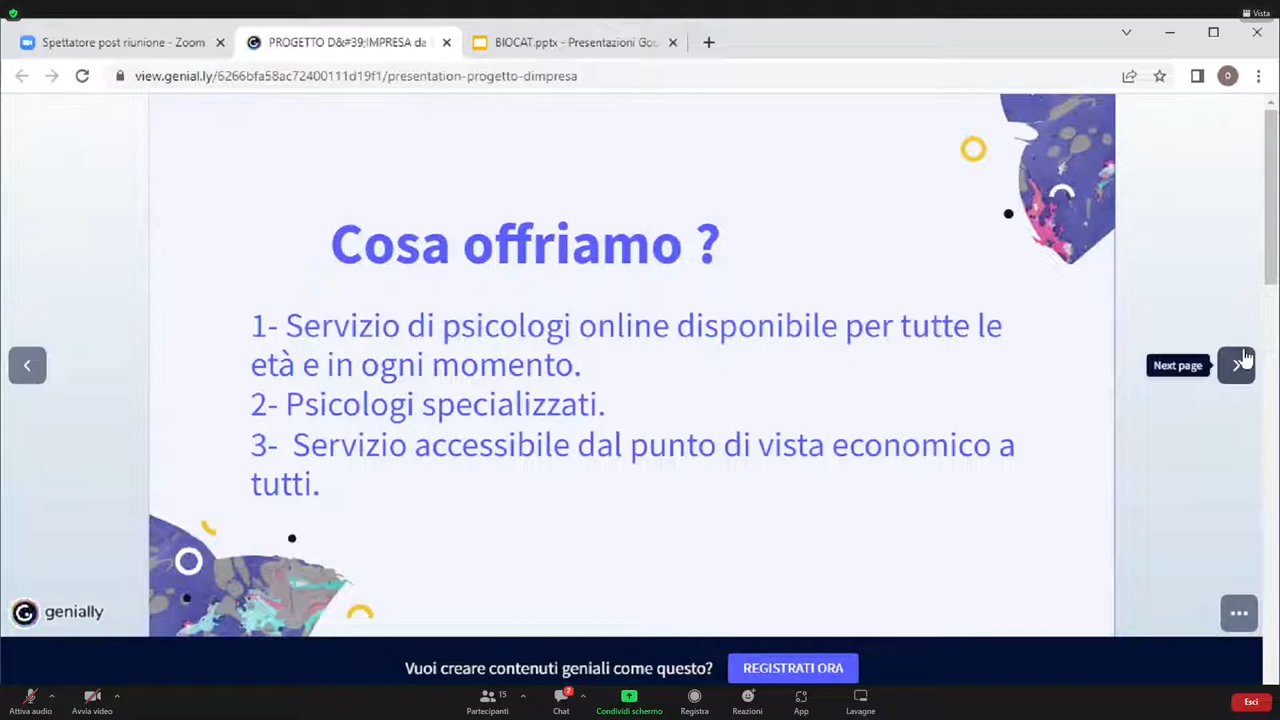 Vista
Spettatore post riunione - Zoom
PROGETTO D&#39;IMPRESA da
BIOCAT.pptx - Presentazioni Goo
view.genial.ly/6266bfa58ac72400111d19f1/presentation-progetto-dimpresa
O
Cosa offriamo ?
1- Servizio di psicologi online disponibile per tutte le
età e in ogni momento.
2- Psicologi specializzati.
3- Servizio accessibile dal punto di vista economico a
tutti.
Next page
genially
Vuoi creare contenuti geniali come questo?
REGISTRATI ORA
15
2
Attiva audio
Avvia video
Partecipanti
Chat
Condividi schermo
Registra
Reazioni
App
Lavagne
Esci